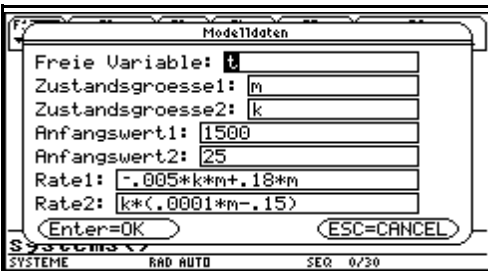 Modelldaten
Freie Variable: t
Zustandsgroesse1: m
Zustandsgroesse2: k
Anfangswert1: 1500
Anfangswert2: 25
Rate1: -.005*k*m+.18*m
Rate2: k*(.0001*m-.15)
Enter=OK ESC=CANCEL
SYSTEME RAD AUTO SEQ 0/30